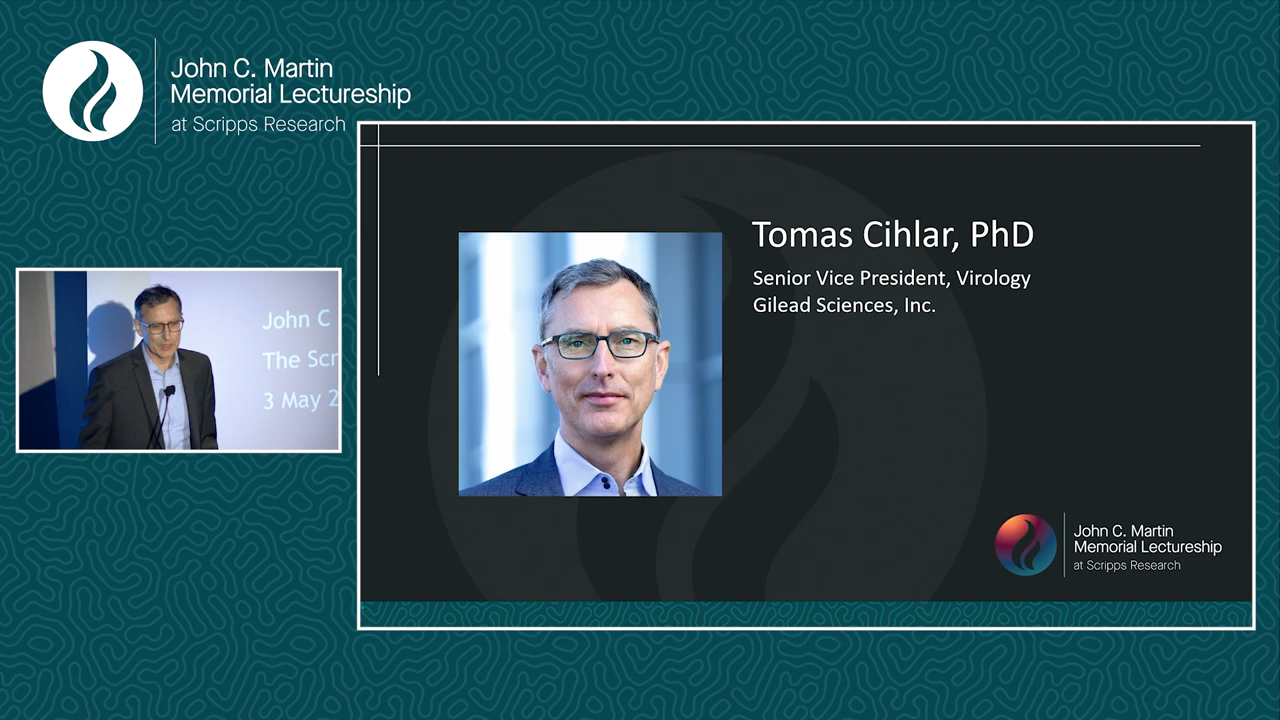 John C. Martin
Memorial Lectureship
at Scripps Research
Tomas Cihlar, PhD
Senior Vice President, Virology
Gilead Sciences, Inc.
John C
The Scr
3 May 2
John C. Martin
Memorial Lectureship
at Scripps Research